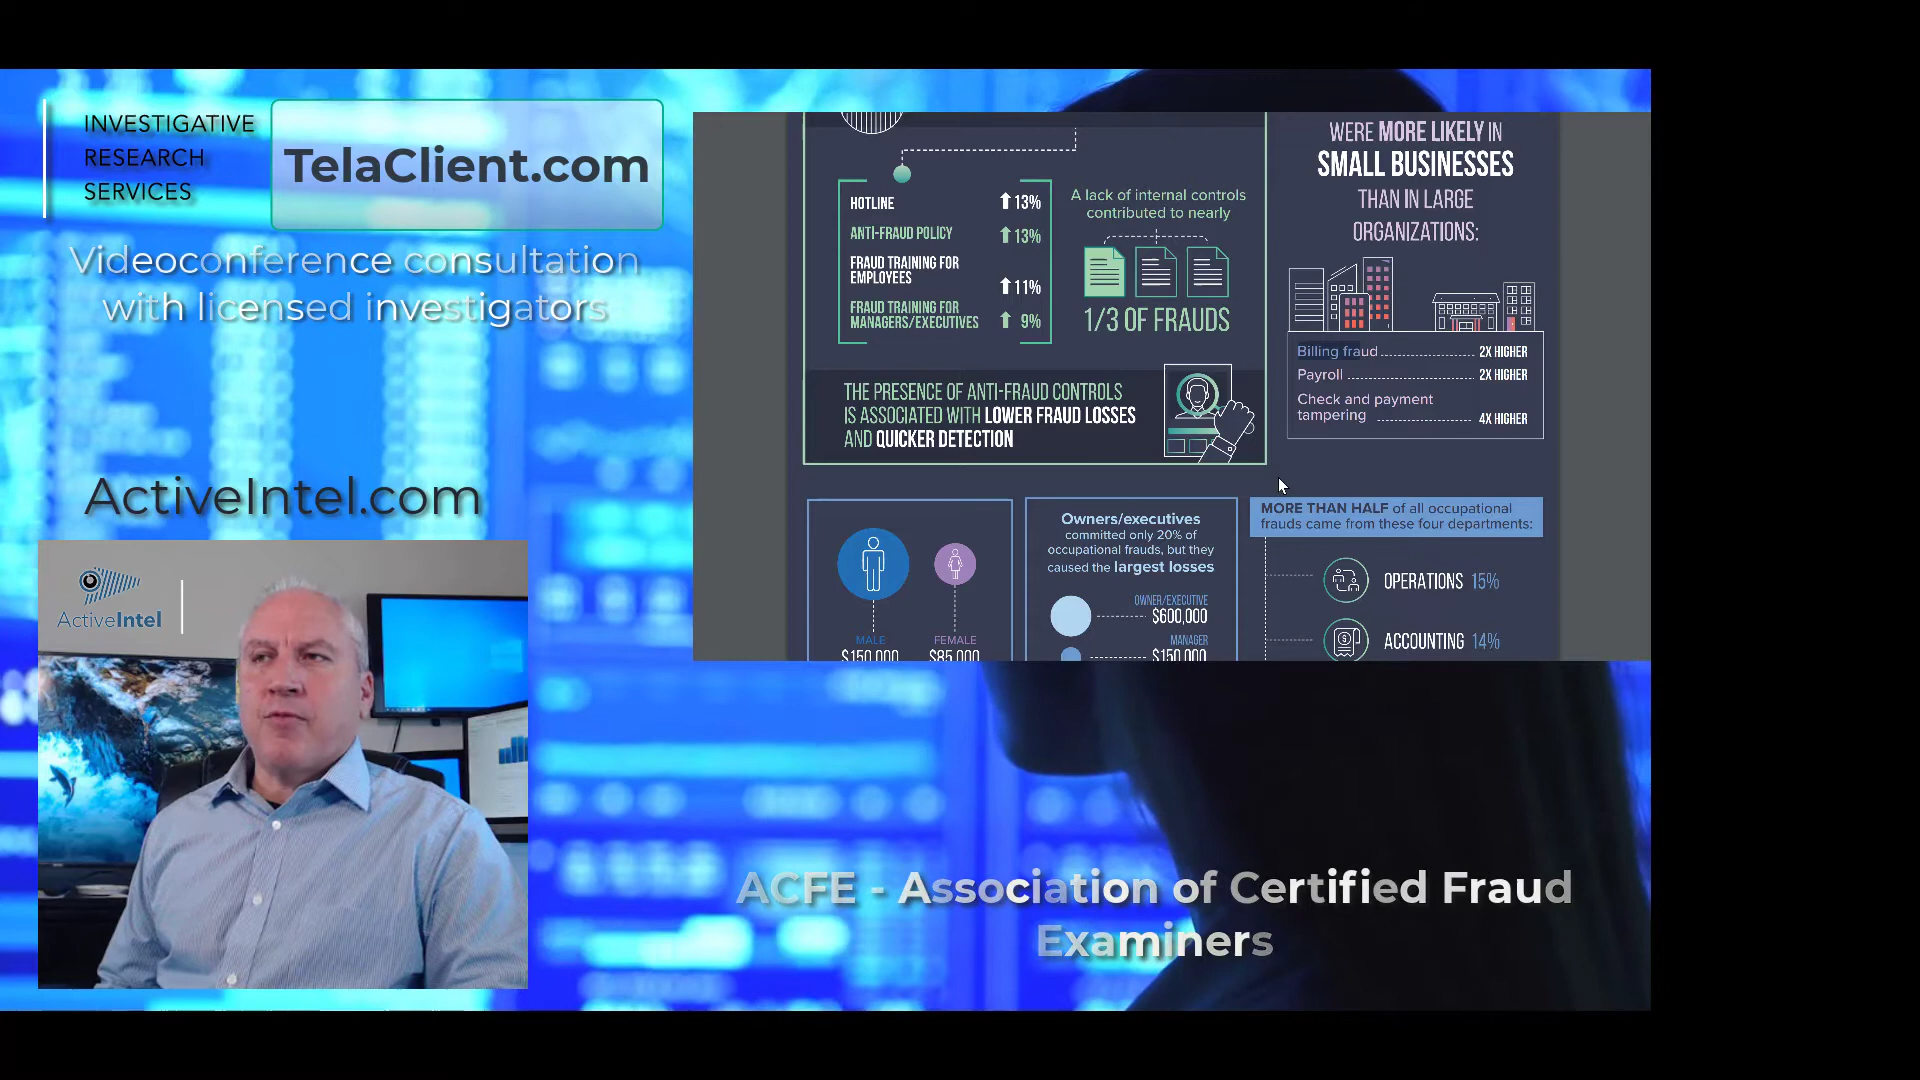 INVESTIGATIVE
RESEARCH
SERVICES
TelaClient.com
Videoconference consultation
with licensed investigators
ActiveIntel.com
ActiveIntel
HOTLINE 13%
ANTI-FRAUD POLICY 13%
FRAUD TRAINING FOR
EMPLOYEES 11%
FRAUD TRAINING FOR
MANAGERS/EXECUTIVES 9%
A lack of internal controls
contributed to nearly
1/3 OF FRAUDS
THE PRESENCE OF ANTI-FRAUD CONTROLS
IS ASSOCIATED WITH LOWER FRAUD LOSSES
AND QUICKER DETECTION
WERE MORE LIKELY IN
SMALL BUSINESSES
THAN IN LARGE
ORGANIZATIONS:
Billing fraud 2X HIGHER
Payroll 2X HIGHER
Check and payment
tampering 4X HIGHER
MALE
$150,000
FEMALE
$85,000
Owners/executives
committed only 20% of
occupational frauds, but they
caused the largest losses
OWNER/EXECUTIVE
$600,000
MANAGER
$150,000
MORE THAN HALF of all occupational
frauds came from these four departments:
OPERATIONS 15%
ACCOUNTING 14%
ACFE - Association of Certified Fraud
Examiners